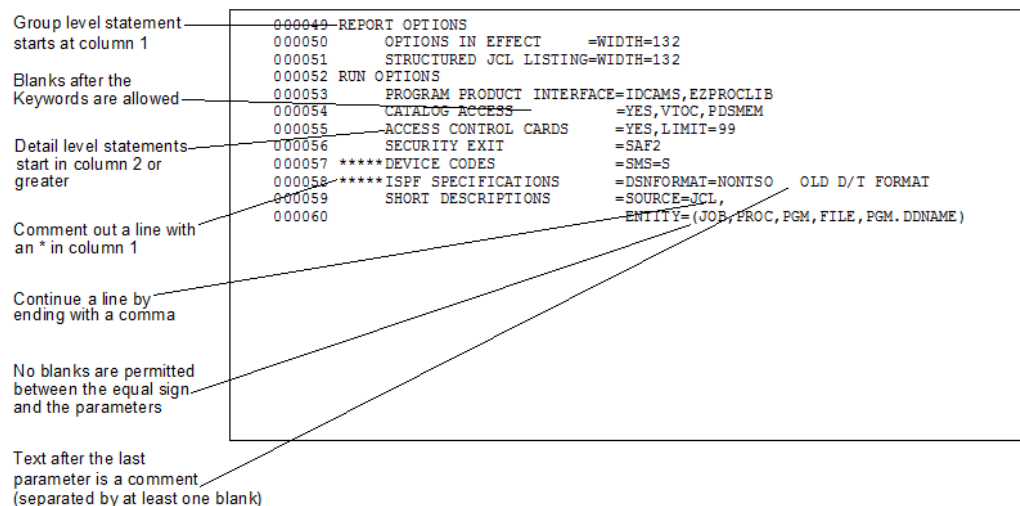 Group level statement
starts at column 1
Blanks after the
Keywords are allowed
Detail level statements
start in column 2 or
greater
Comment out a line with
an * in column 1
Continue a line by
ending with a comma
No blanks are permitted
between the equal sign
and the parameters
Text after the last
parameter is a comment
(separated by at least one blank)
000049 REPORT OPTIONS
000050 OPTIONS IN EFFECT =WIDTH=132
000051 STRUCTURED JCL LISTING=WIDTH=132
000052 RUN OPTIONS
000053 PROGRAM PRODUCT INTERFACE=IDCAMS,EZPROCLIB
000054 CATALOG ACCESS =YES,VTOC,PDSMEM
000055 ACCESS CONTROL CARDS =YES,LIMIT=99
000056 SECURITY EXIT =SAF2
000057 *****DEVICE CODES =SMS=S
000058 *****ISPF SPECIFICATIONS =DSNFORMAT=NONTSO OLD D/T FORMAT
000059 SHORT DESCRIPTIONS =SOURCE=JCL,
000060 ENTITY=(JOB,PROC,PGM,FILE,PGM.DDNAME)